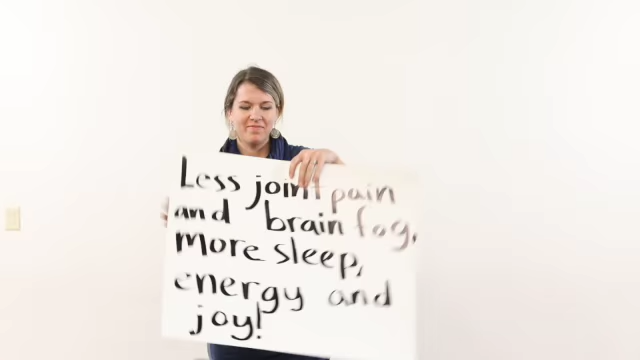 Less joint pain
and brain fog,
more sleep,
energy and
joy!